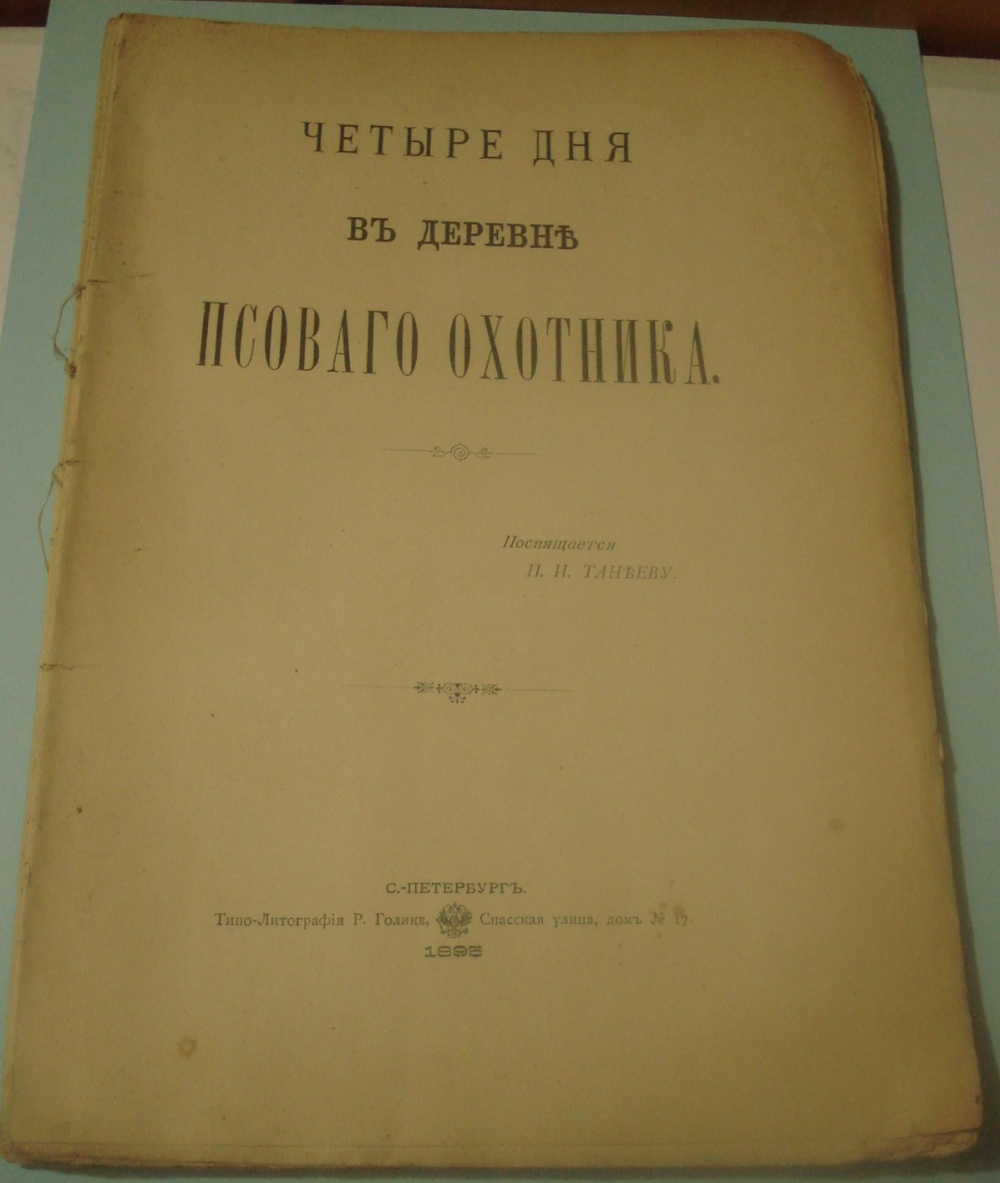 ЧЕТЫРЕ ДНЯ
ВЪ ДЕРЕВНѢ
ПСОВАГО ОХОТНИКА.
Посвящается
П. И. ТАНѢЕВУ.
С.-ПЕТЕРБУРГЪ.
Типо-Литографія Р. Голике, Спасская улица, домъ № 17.
1895